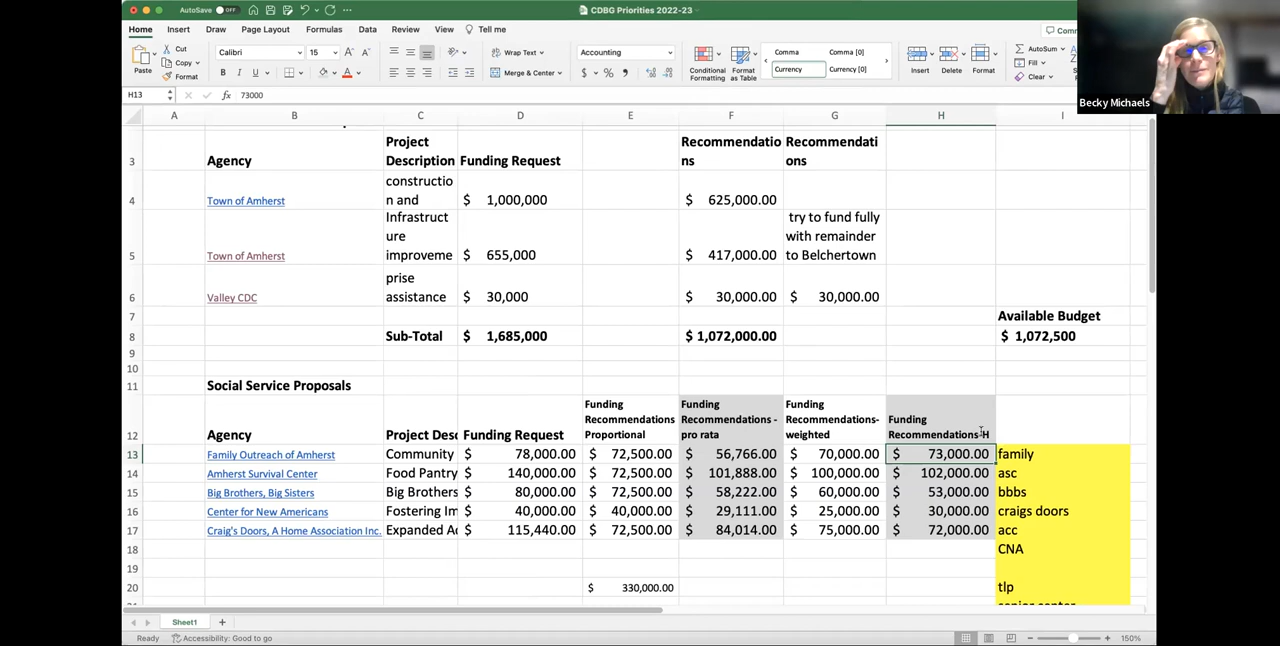 AutoSave OFF CDBG Priorities 2022-23
Home Insert Draw Page Layout Formulas Data Review View Tell me
Paste Cut Copy Format
Calibri 15
B I U
Wrap Text
Merge & Center
Accounting
$ %
Conditional Formatting
Format as Table
Comma Comma [0]
Currency Currency [0]
Insert Delete Format
AutoSum
Fill
Clear
Becky Michaels
H13 fx 73000
A B C D E F G H I
3 Agency Project Description Funding Request Recommendations Recommendations
4 Town of Amherst construction and $ 1,000,000 $ 625,000.00
5 Town of Amherst Infrastructure improveme $ 655,000 $ 417,000.00 try to fund fully with remainder to Belchertown
6 Valley CDC prise assistance $ 30,000 $ 30,000.00 $ 30,000.00
7 Available Budget
8 Sub-Total $ 1,685,000 $ 1,072,000.00 $ 1,072,500
9
10
11 Social Service Proposals
12 Agency Project Desc Funding Request Funding Recommendations Proportional Funding Recommendations - pro rata Funding Recommendations- weighted Funding Recommendations-H
13 Family Outreach of Amherst Community $ 78,000.00 $ 72,500.00 $ 56,766.00 $ 70,000.00 $ 73,000.00 family
14 Amherst Survival Center Food Pantry $ 140,000.00 $ 72,500.00 $ 101,888.00 $ 100,000.00 $ 102,000.00 asc
15 Big Brothers, Big Sisters Big Brothers $ 80,000.00 $ 72,500.00 $ 58,222.00 $ 60,000.00 $ 53,000.00 bbbs
16 Center for New Americans Fostering Im $ 40,000.00 $ 40,000.00 $ 29,111.00 $ 25,000.00 $ 30,000.00 craigs doors
17 Craig's Doors, A Home Association Inc. Expanded Ac $ 115,440.00 $ 72,500.00 $ 84,014.00 $ 75,000.00 $ 72,000.00 acc
18 CNA
19
20 $ 330,000.00 tlp
senior center
Sheet1
Ready Accessibility: Good to go 150%